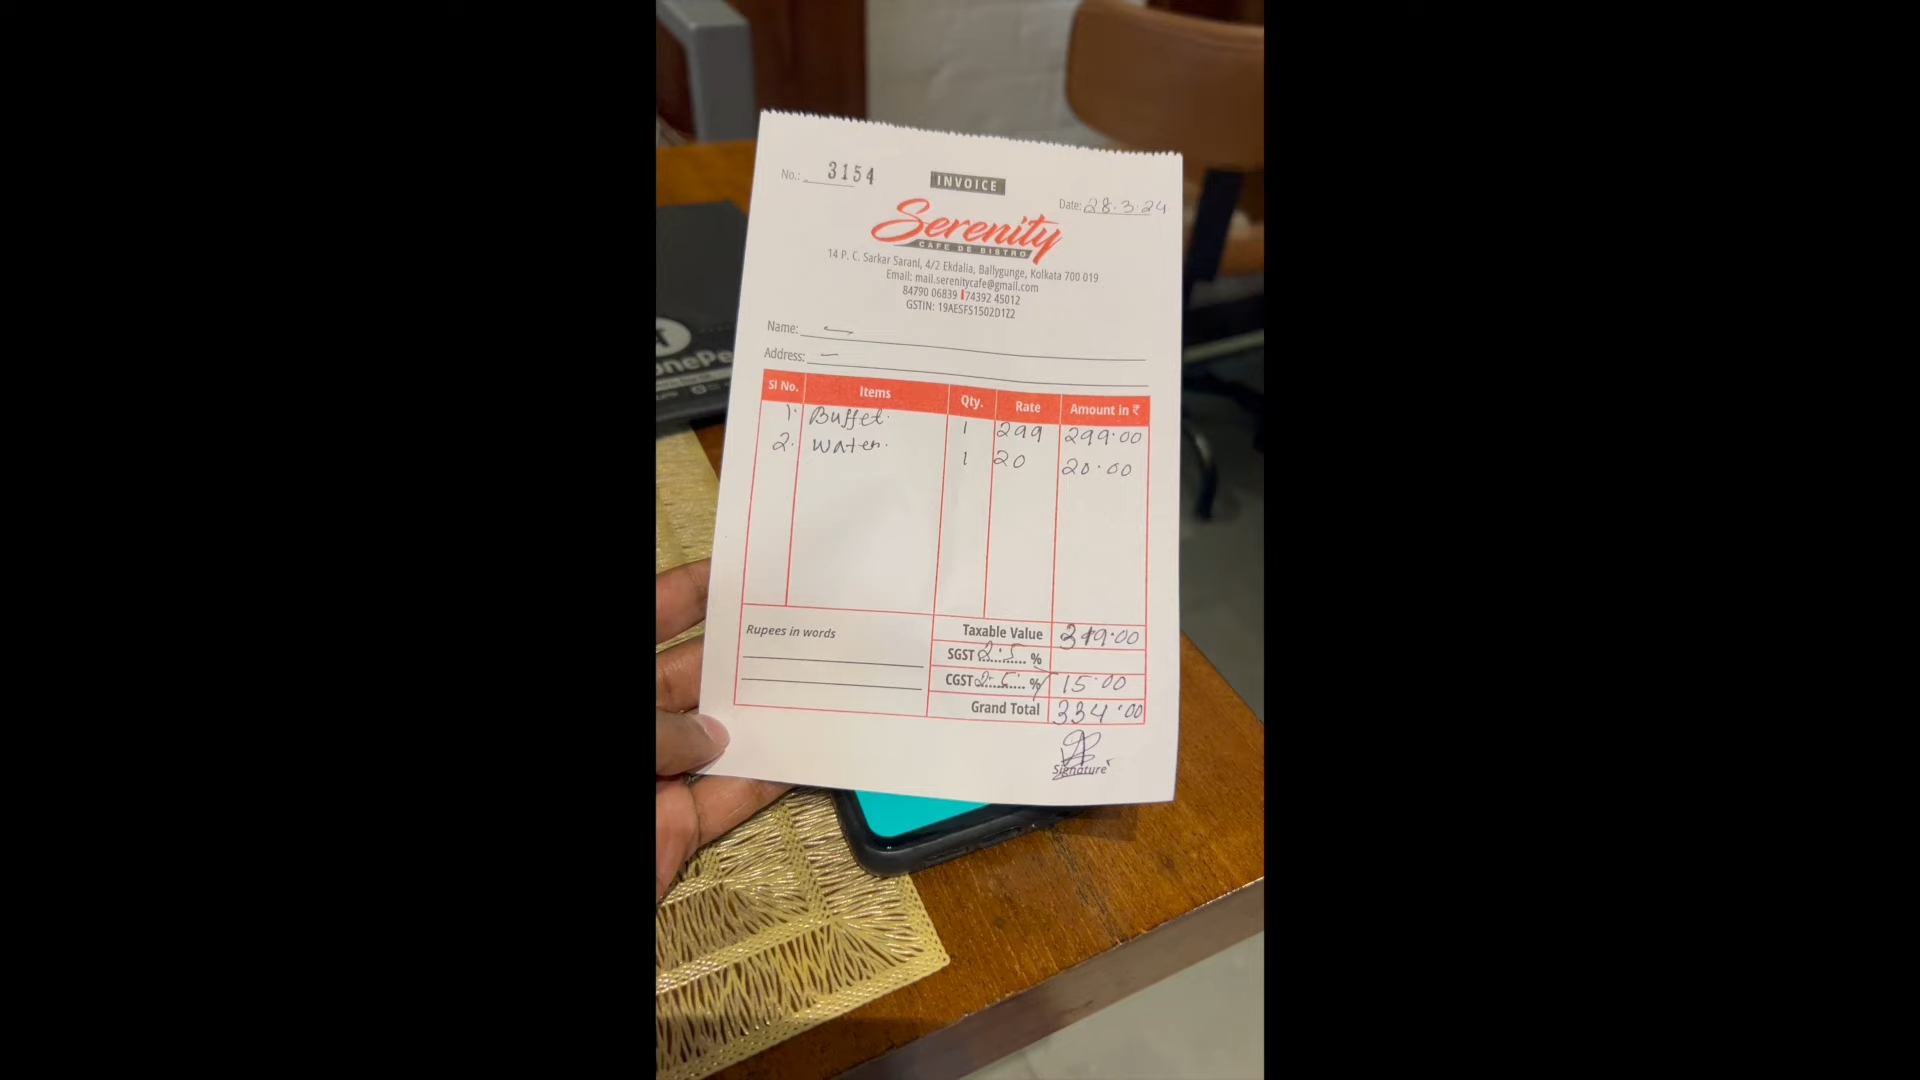 No.: 3154
INVOICE
Date: 28.3.24
Serenity
CAFE DE BISTRO
14 P. C. Sarkar Sarani, 4/2 Ekdalia, Ballygunge, Kolkata 700 019
Email: mail.serenitycafe@gmail.com
84790 06839 | 74392 45012
GSTIN: 19AESFS1502D1Z2
Name: —
Address: —
Sl No. Items Qty. Rate Amount in ₹
1. Buffet. 1 299 299.00
2. Water. 1 20 20.00
Rupees in words
Taxable Value 319.00
SGST 2.5 %
CGST 2.5 % 15.00
Grand Total 334.00
Signature
onePe